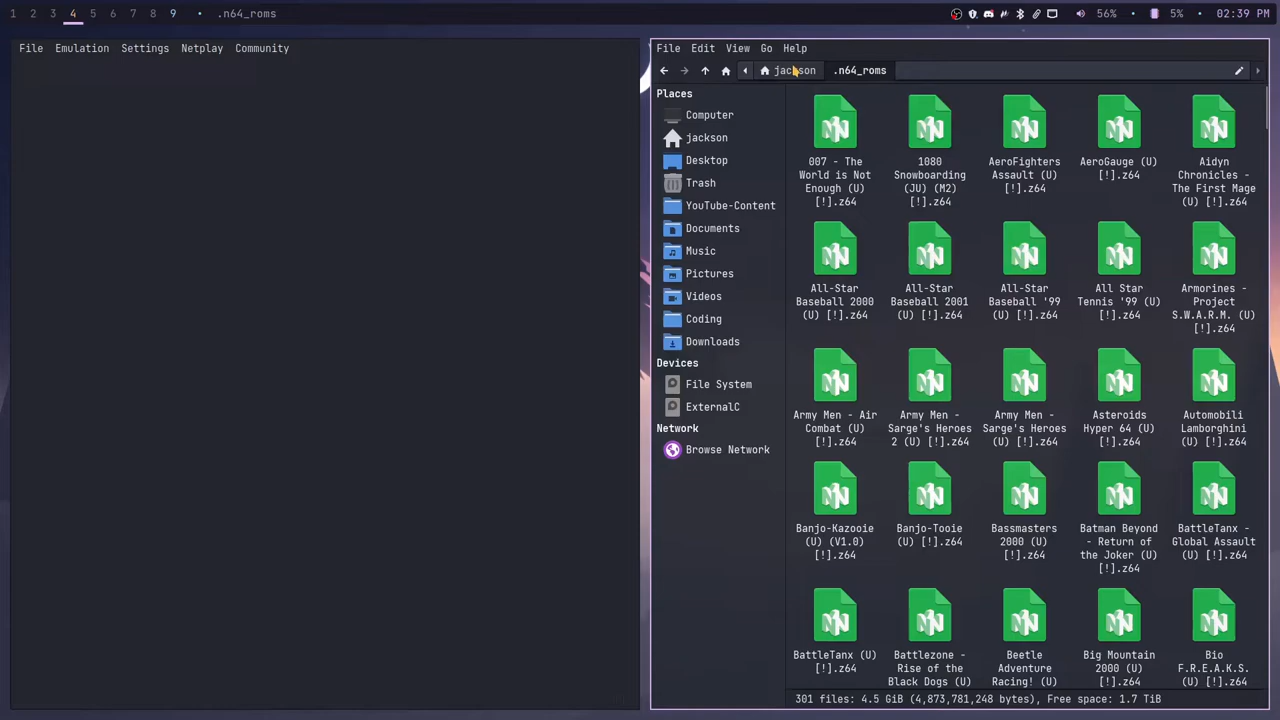 1 2 3 4 5 6 7 8 9 • .n64_roms
56% • 5% • 02:39 PM
File Emulation Settings Netplay Community
File Edit View Go Help
jackson .n64_roms
Places
Computer
jackson
Desktop
Trash
YouTube-Content
Documents
Music
Pictures
Videos
Coding
Downloads
Devices
File System
ExternalC
Network
Browse Network
007 - The
World is Not
Enough (U)
[!].z64
1080
Snowboarding
(JU) (M2)
[!].z64
AeroFighters
Assault (U)
[!].z64
AeroGauge (U)
[!].z64
Aidyn
Chronicles -
The First Mage
(U) [!].z64
All-Star
Baseball 2000
(U) [!].z64
All-Star
Baseball 2001
(U) [!].z64
All-Star
Baseball '99
(U) [!].z64
All Star
Tennis '99 (U)
[!].z64
Armorines -
Project
S.W.A.R.M. (U)
[!].z64
Army Men - Air
Combat (U)
[!].z64
Army Men -
Sarge's Heroes
2 (U) [!].z64
Army Men -
Sarge's Heroes
(U) [!].z64
Asteroids
Hyper 64 (U)
[!].z64
Automobili
Lamborghini
(U) [!].z64
Banjo-Kazooie
(U) (V1.0)
[!].z64
Banjo-Tooie
(U) [!].z64
Bassmasters
2000 (U)
[!].z64
Batman Beyond
- Return of
the Joker (U)
[!].z64
BattleTanx -
Global Assault
(U) [!].z64
BattleTanx (U)
[!].z64
Battlezone -
Rise of the
Black Dogs (U)
Beetle
Adventure
Racing! (U)
Big Mountain
2000 (U)
[!].z64
Bio
F.R.E.A.K.S.
(U) [!].z64
301 files: 4.5 GiB (4,873,781,248 bytes), Free space: 1.7 TiB